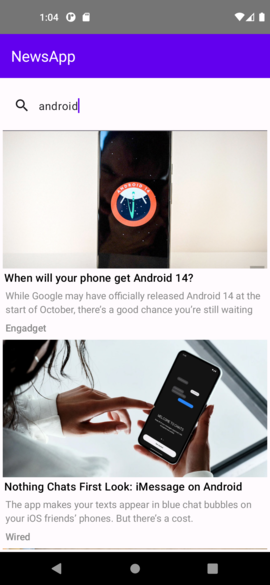 1:04
NewsApp
android
When will your phone get Android 14?
While Google may have officially released Android 14 at the
start of October, there's a good chance you're still waiting
Engadget
Nothing Chats First Look: iMessage on Android
The app makes your texts appear in blue chat bubbles on
your iOS friends' phones. But there's a cost.
Wired